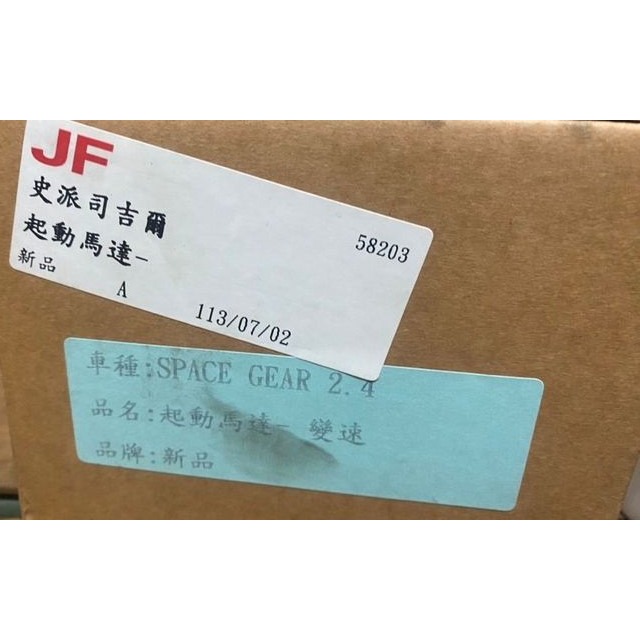 JF
史派司吉爾
58203
起動馬達-
新品
A
113/07/02
車種:SPACE GEAR 2.4
品名:起動馬達- 變速
品牌:新品